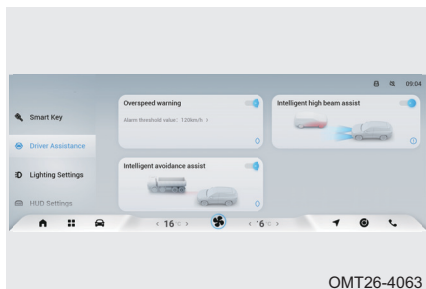 09:04
Smart Key
Driver Assistance
Lighting Settings
HUD Settings
Overspeed warning
Alarm threshold value: 120km/h
Intelligent high beam assist
Intelligent avoidance assist
16
16
OMT26-4063